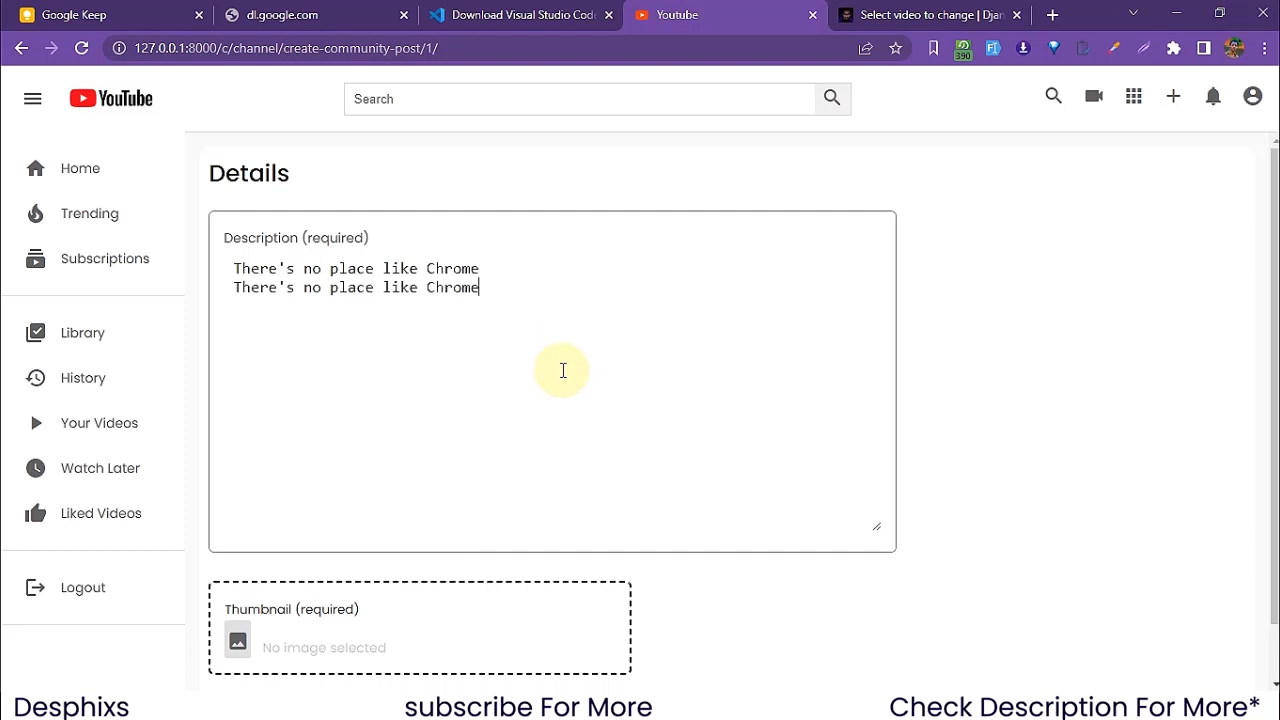 Google Keep
dl.google.com
Download Visual Studio Code
Youtube
Select video to change | Djan
127.0.0.1:8000/c/channel/create-community-post/1/
390
YouTube
Search
Home
Trending
Subscriptions
Library
History
Your Videos
Watch Later
Liked Videos
Logout
Details
Description (required)
There's no place like Chrome
There's no place like Chrome
Thumbnail (required)
No image selected
Desphixs
subscribe For More
Check Description For More*